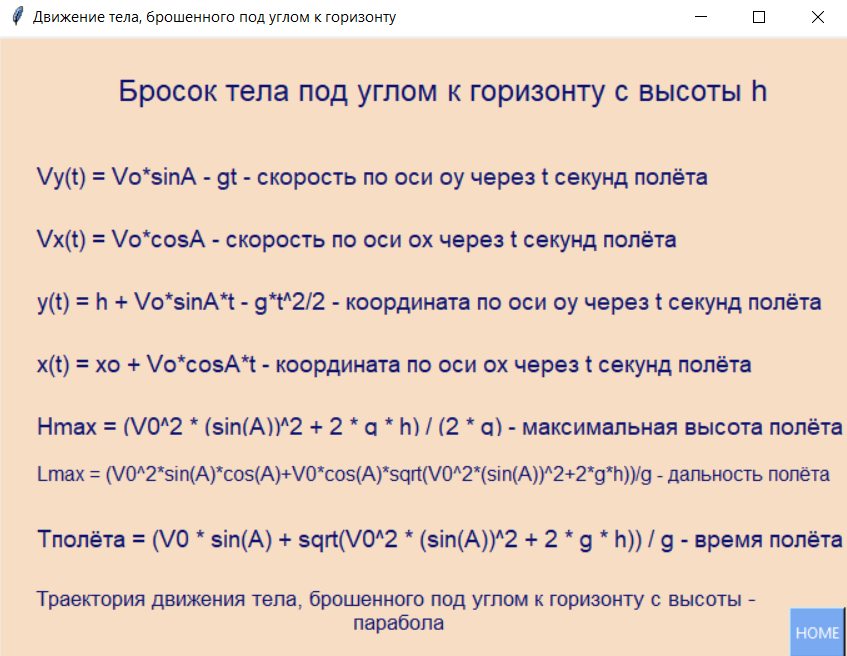 Движение тела, брошенного под углом к горизонту
Бросок тела под углом к горизонту с высоты h
Vy(t) = Vo*sinA - gt - скорость по оси oy через t секунд полёта
Vx(t) = Vo*cosA - скорость по оси ox через t секунд полёта
y(t) = h + Vo*sinA*t - g*t^2/2 - координата по оси oy через t секунд полёта
x(t) = xo + Vo*cosA*t - координата по оси ox через t секунд полёта
Hmax = (V0^2 * (sin(A))^2 + 2 * g * h) / (2 * g) - максимальная высота полёта
Lmax = (V0^2*sin(A)*cos(A)+V0*cos(A)*sqrt(V0^2*(sin(A))^2+2*g*h))/g - дальность полёта
Tполёта = (V0 * sin(A) + sqrt(V0^2 * (sin(A))^2 + 2 * g * h)) / g - время полёта
Траектория движения тела, брошенного под углом к горизонту с высоты -
парабола
HOME